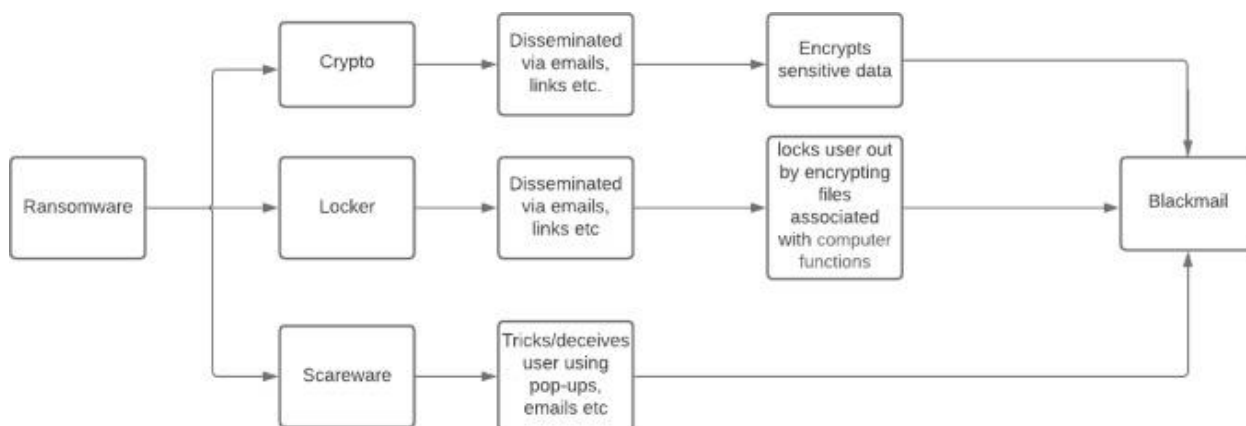 Ransomware
Crypto
Disseminated
via emails,
links etc.
Encrypts
sensitive data
Locker
Disseminated
via emails,
links etc
locks user out
by encrypting
files
associated
with computer
functions
Scareware
Tricks/deceives
user using
pop-ups,
emails etc
Blackmail